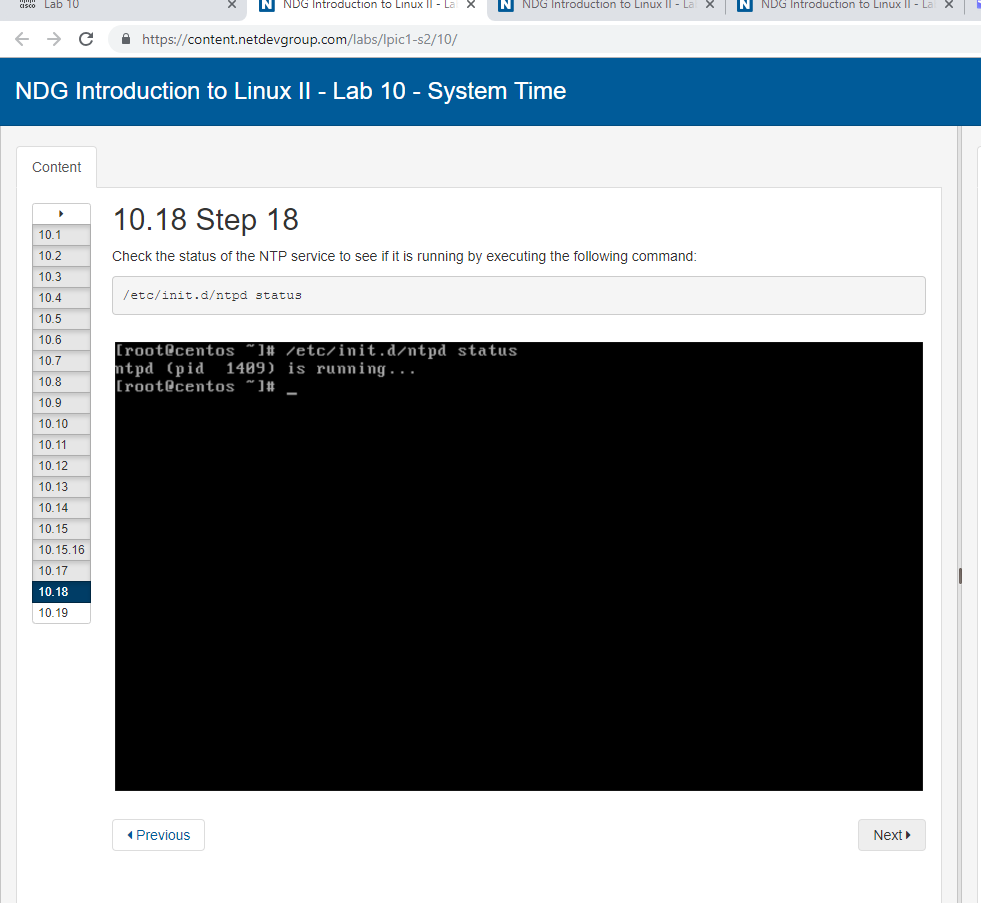 cisco Lab 10
NDG Introduction to Linux II - La
NDG Introduction to Linux II - La
NDG Introduction to Linux II - La
https://content.netdevgroup.com/labs/lpic1-s2/10/
NDG Introduction to Linux II - Lab 10 - System Time
Content
10.1
10.2
10.3
10.4
10.5
10.6
10.7
10.8
10.9
10.10
10.11
10.12
10.13
10.14
10.15
10.15.16
10.17
10.18
10.19
10.18 Step 18
Check the status of the NTP service to see if it is running by executing the following command:
/etc/init.d/ntpd status
[root@centos ~]# /etc/init.d/ntpd status
ntpd (pid  1409) is running...
[root@centos ~]# _
Previous
Next